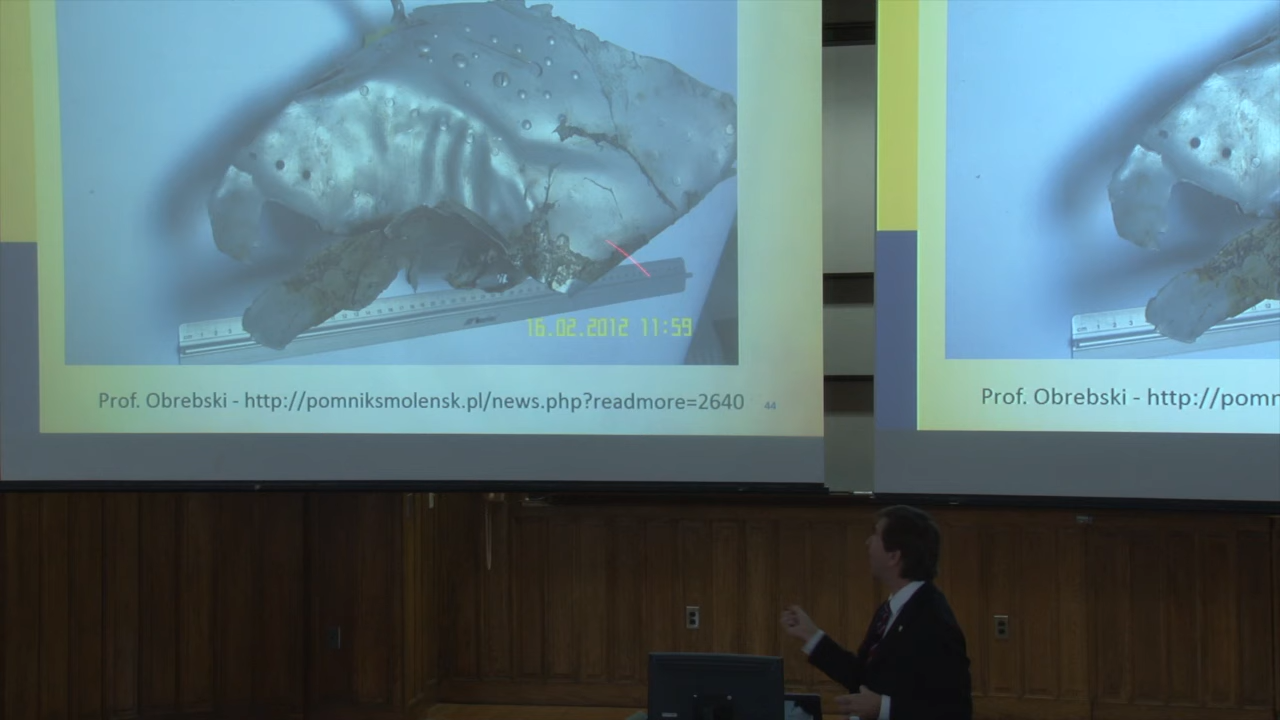 16.02.2012 11:59
Prof. Obrebski - http://pomniksmolensk.pl/news.php?readmore=2640
44
Prof. Obrebski - http://pomn